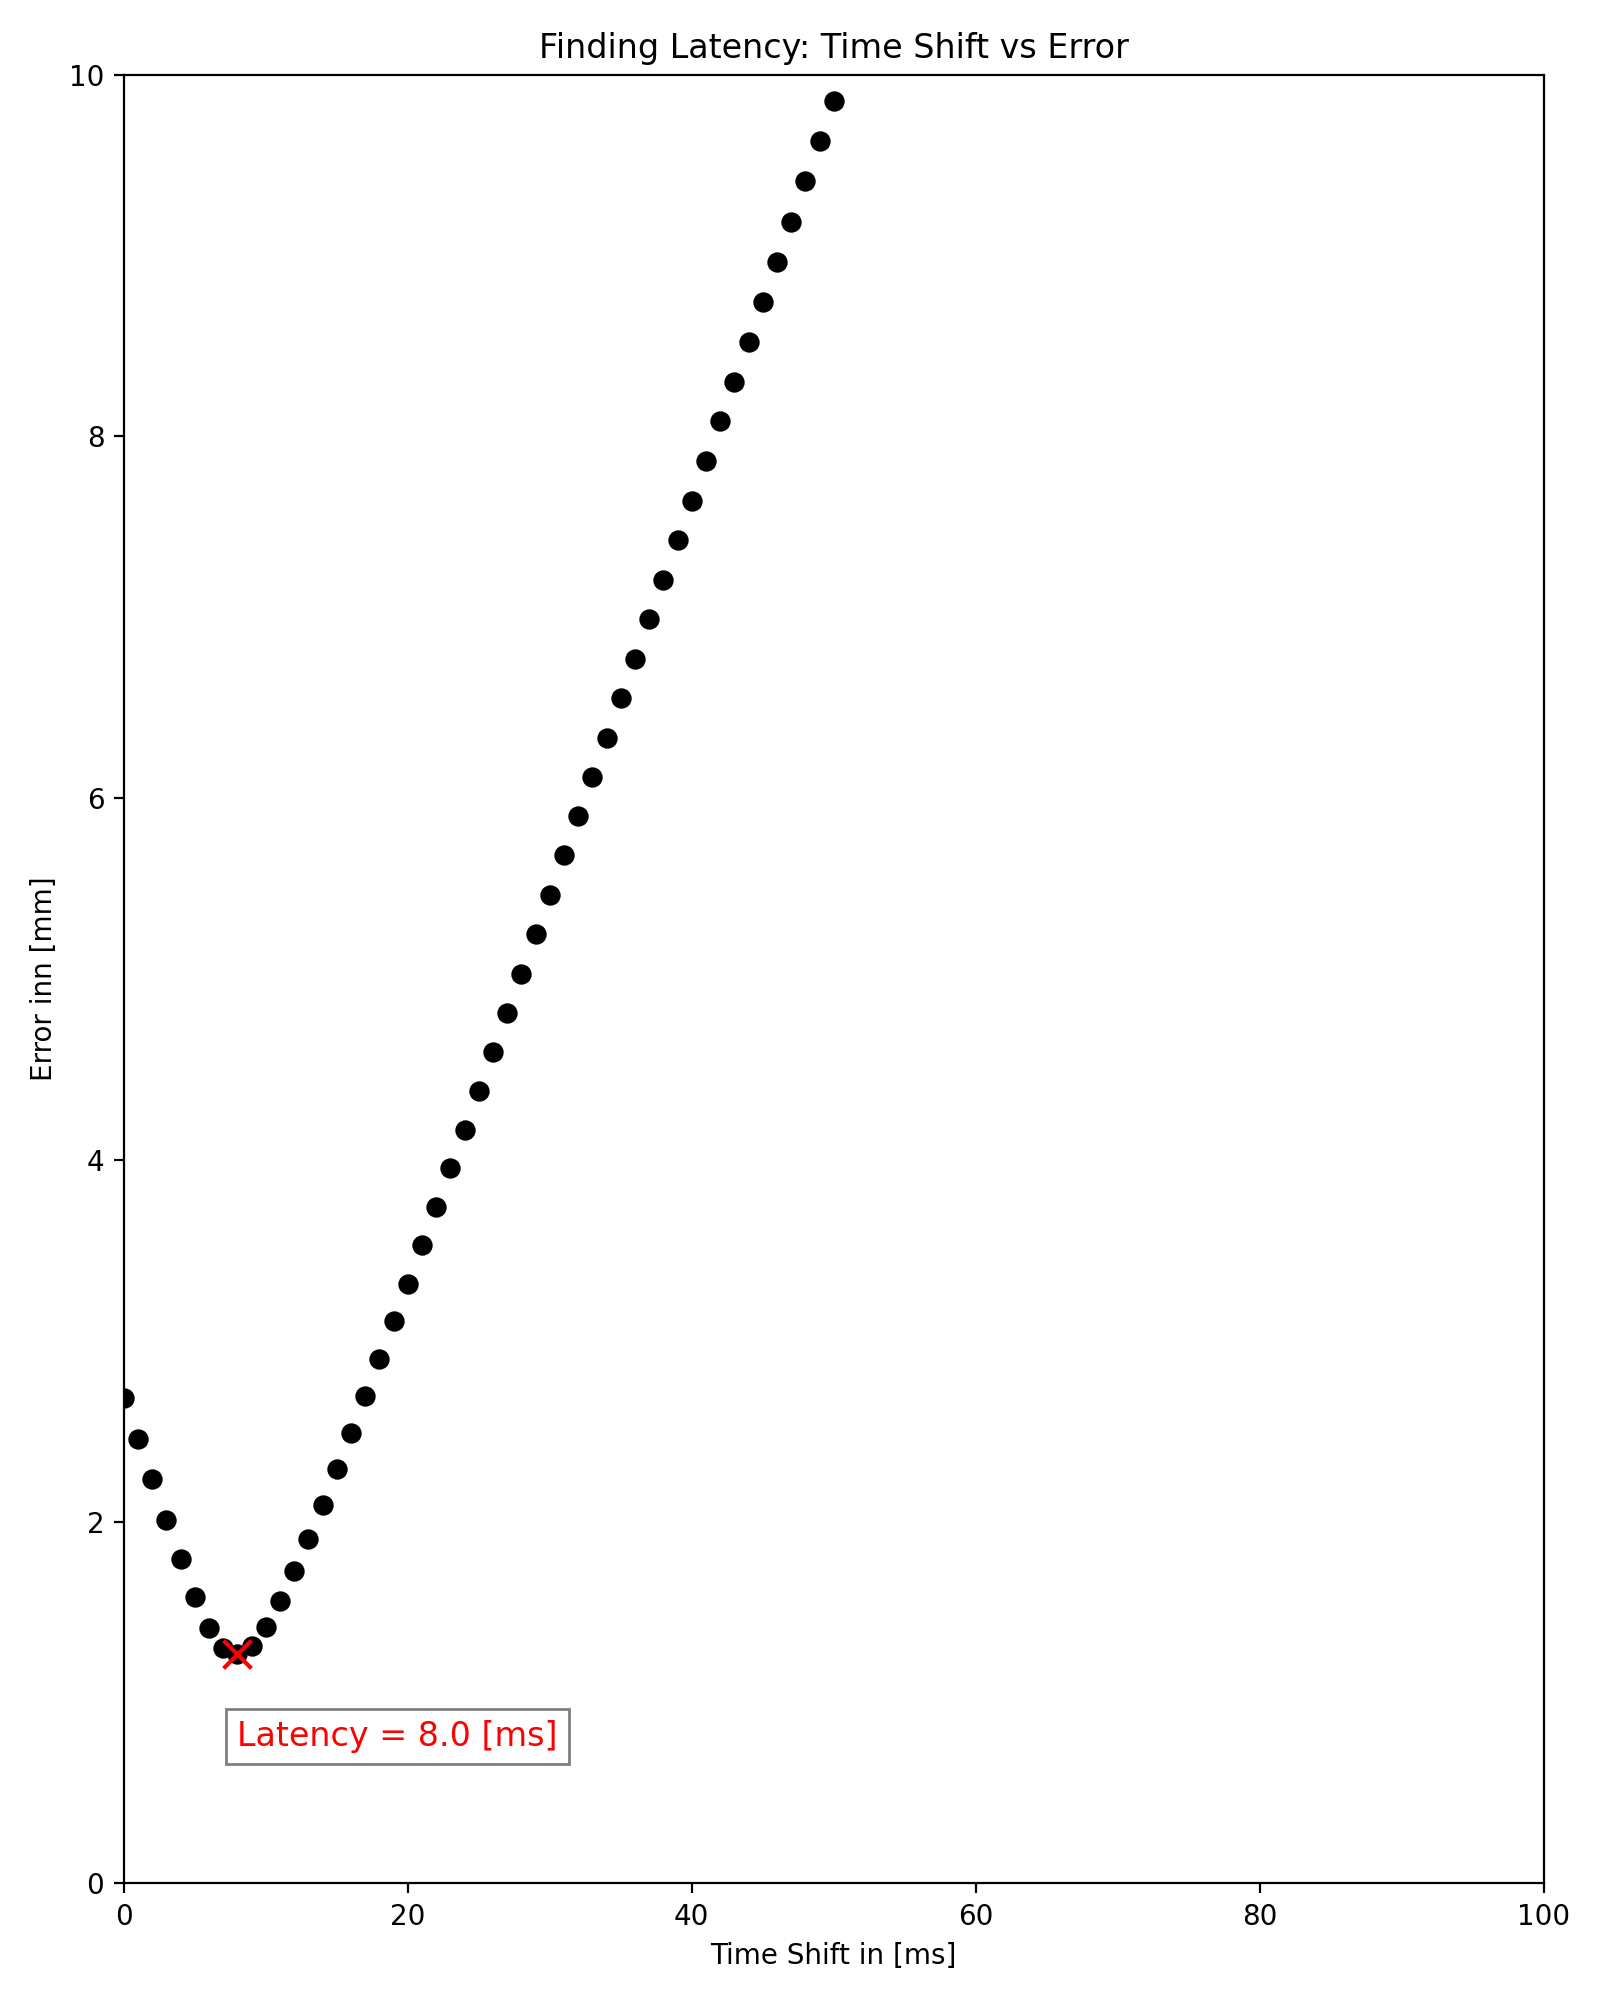 Finding Latency: Time Shift vs Error
10
8
6
4
2
0
Error inn [mm]
Latency = 8.0 [ms]
0 20 40 60 80 100
Time Shift in [ms]